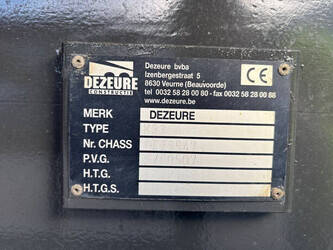 DEZEURE
CONSTRUCTIE
Dezeure bvba
Izenbergestraat 5
8630 Veurne (Beauvoorde)
tel 0032 58 28 00 80 - fax 0032 58 28 00 88
www.dezeure.be
CE
MERK DEZEURE
TYPE
Nr. CHASS
P.V.G.
H.T.G.
H.T.G.S.